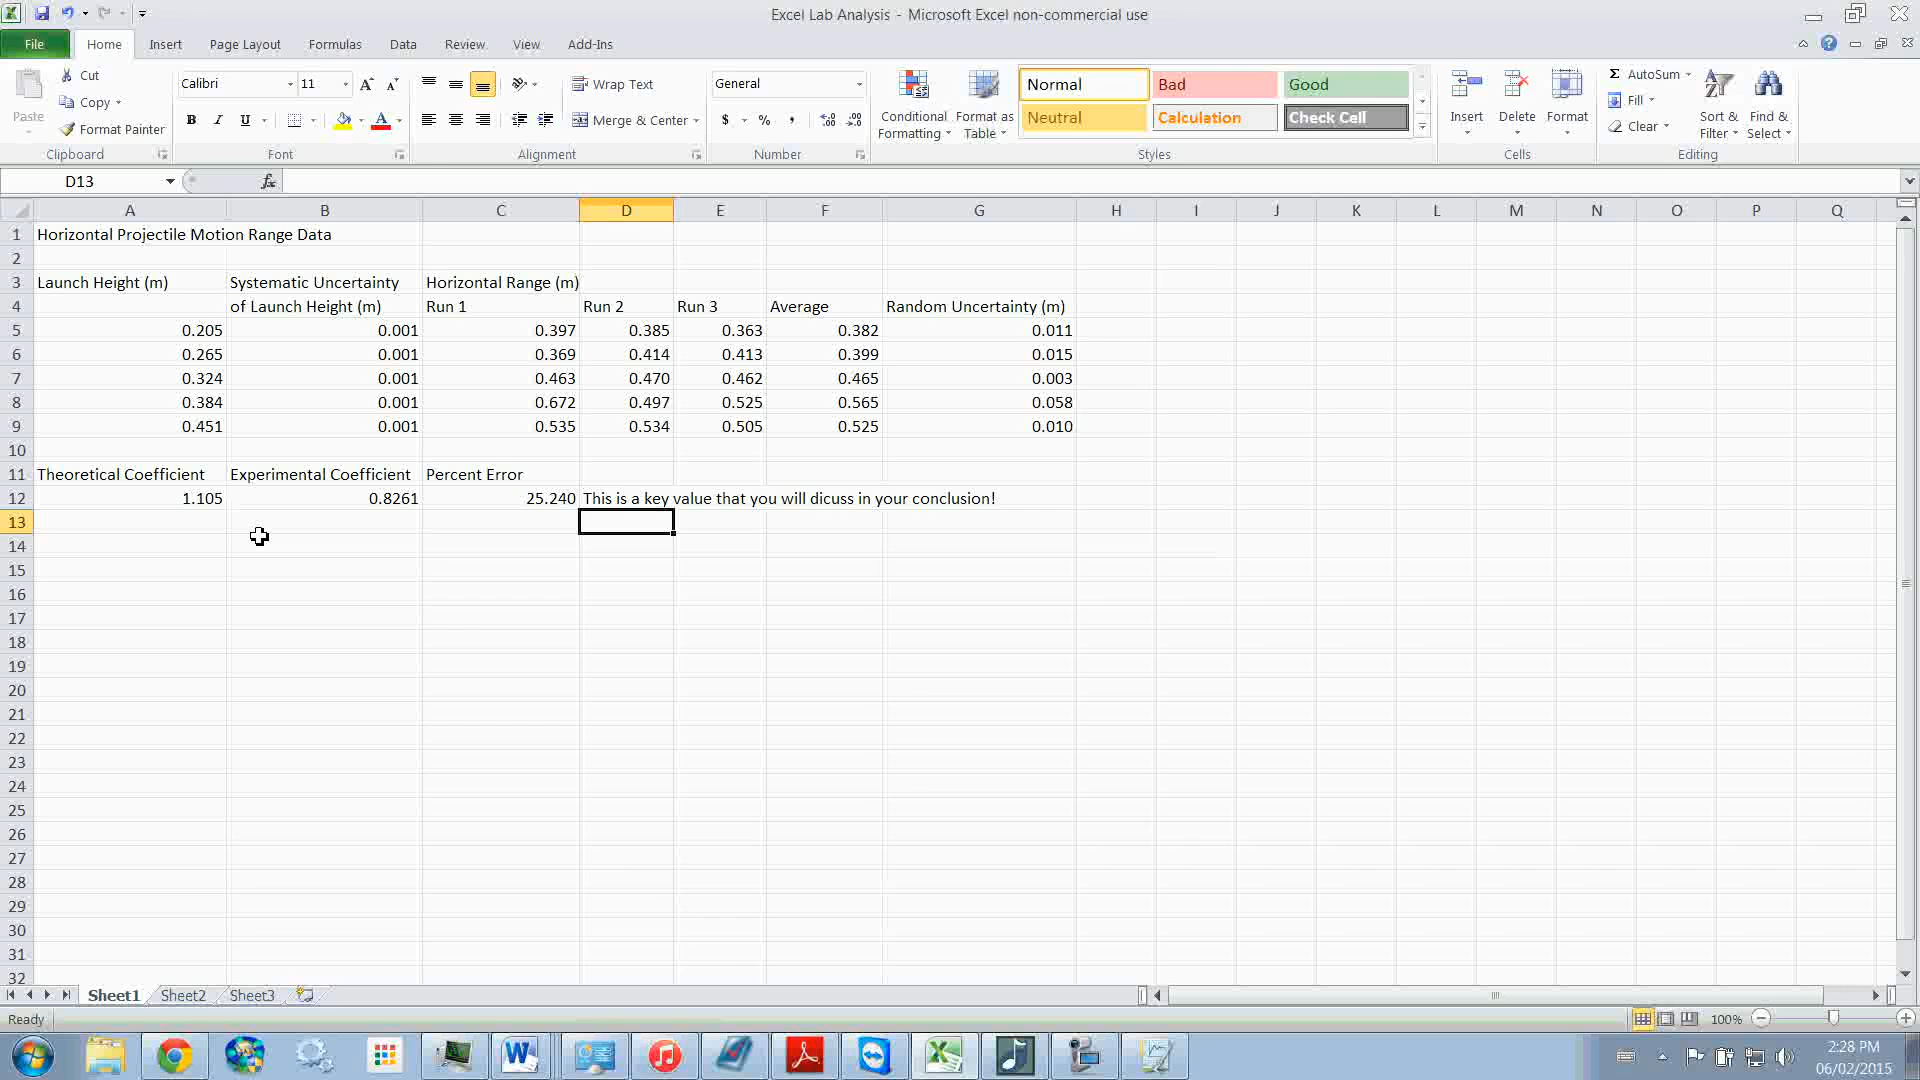 Excel Lab Analysis - Microsoft Excel non-commercial use
File Home Insert Page Layout Formulas Data Review View Add-Ins
Paste
Cut
Copy
Format Painter
Clipboard
Calibri 11
B I U
Font
Wrap Text
Merge & Center
Alignment
General
$ % ,
Number
Conditional Formatting
Format as Table
Normal Bad Good
Neutral Calculation Check Cell
Styles
Insert Delete Format
Cells
Σ AutoSum
Fill
Clear
Sort & Filter
Find & Select
Editing
D13 fx
A B C D E F G H I J K L M N O P Q
1 Horizontal Projectile Motion Range Data
2
3 Launch Height (m) Systematic Uncertainty Horizontal Range (m)
4 of Launch Height (m) Run 1 Run 2 Run 3 Average Random Uncertainty (m)
5 0.205 0.001 0.397 0.385 0.363 0.382 0.011
6 0.265 0.001 0.369 0.414 0.413 0.399 0.015
7 0.324 0.001 0.463 0.470 0.462 0.465 0.003
8 0.384 0.001 0.672 0.497 0.525 0.565 0.058
9 0.451 0.001 0.535 0.534 0.505 0.525 0.010
10
11 Theoretical Coefficient Experimental Coefficient Percent Error
12 1.105 0.8261 25.240 This is a key value that you will dicuss in your conclusion!
13
14
15
16
17
18
19
20
21
22
23
24
25
26
27
28
29
30
31
32
Sheet1 Sheet2 Sheet3
Ready 100%
2:28 PM
06/02/2015